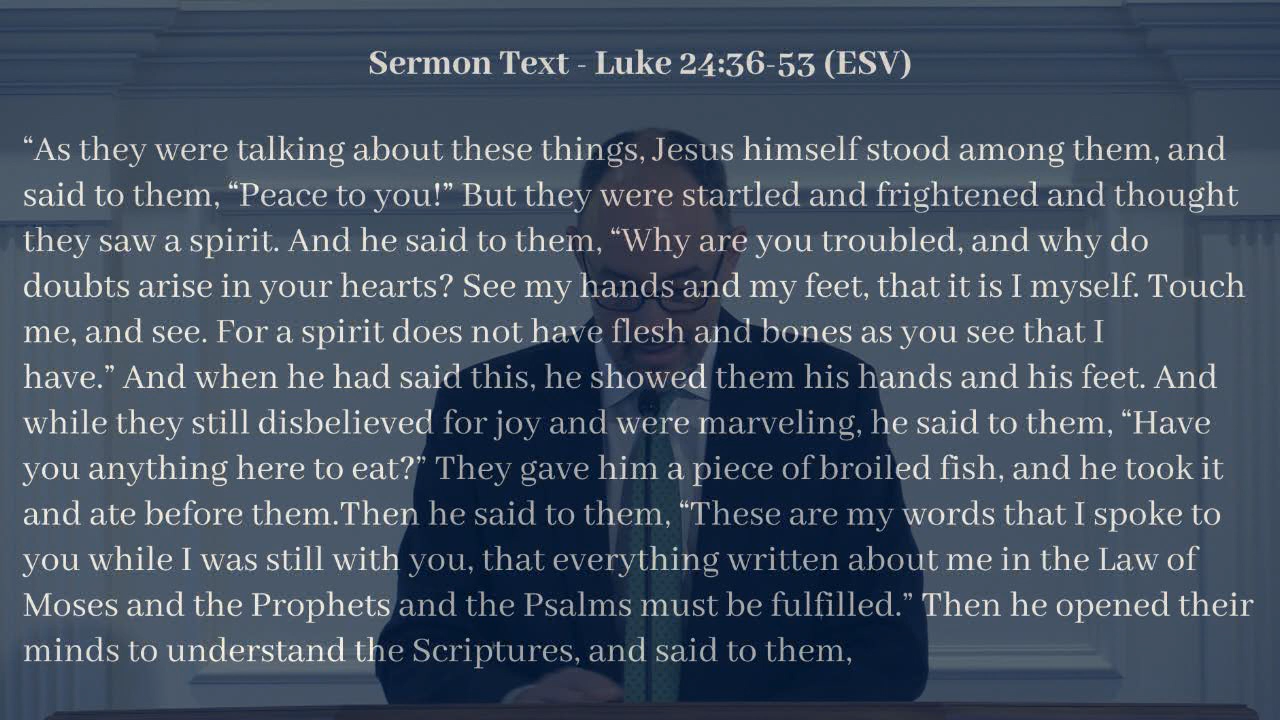 Sermon Text - Luke 24:36-53 (ESV)
“As they were talking about these things, Jesus himself stood among them, and
said to them, “Peace to you!” But they were startled and frightened and thought
they saw a spirit. And he said to them, “Why are you troubled, and why do
doubts arise in your hearts? See my hands and my feet, that it is I myself. Touch
me, and see. For a spirit does not have flesh and bones as you see that I
have.” And when he had said this, he showed them his hands and his feet. And
while they still disbelieved for joy and were marveling, he said to them, “Have
you anything here to eat?” They gave him a piece of broiled fish, and he took it
and ate before them.Then he said to them, “These are my words that I spoke to
you while I was still with you, that everything written about me in the Law of
Moses and the Prophets and the Psalms must be fulfilled.” Then he opened their
minds to understand the Scriptures, and said to them,